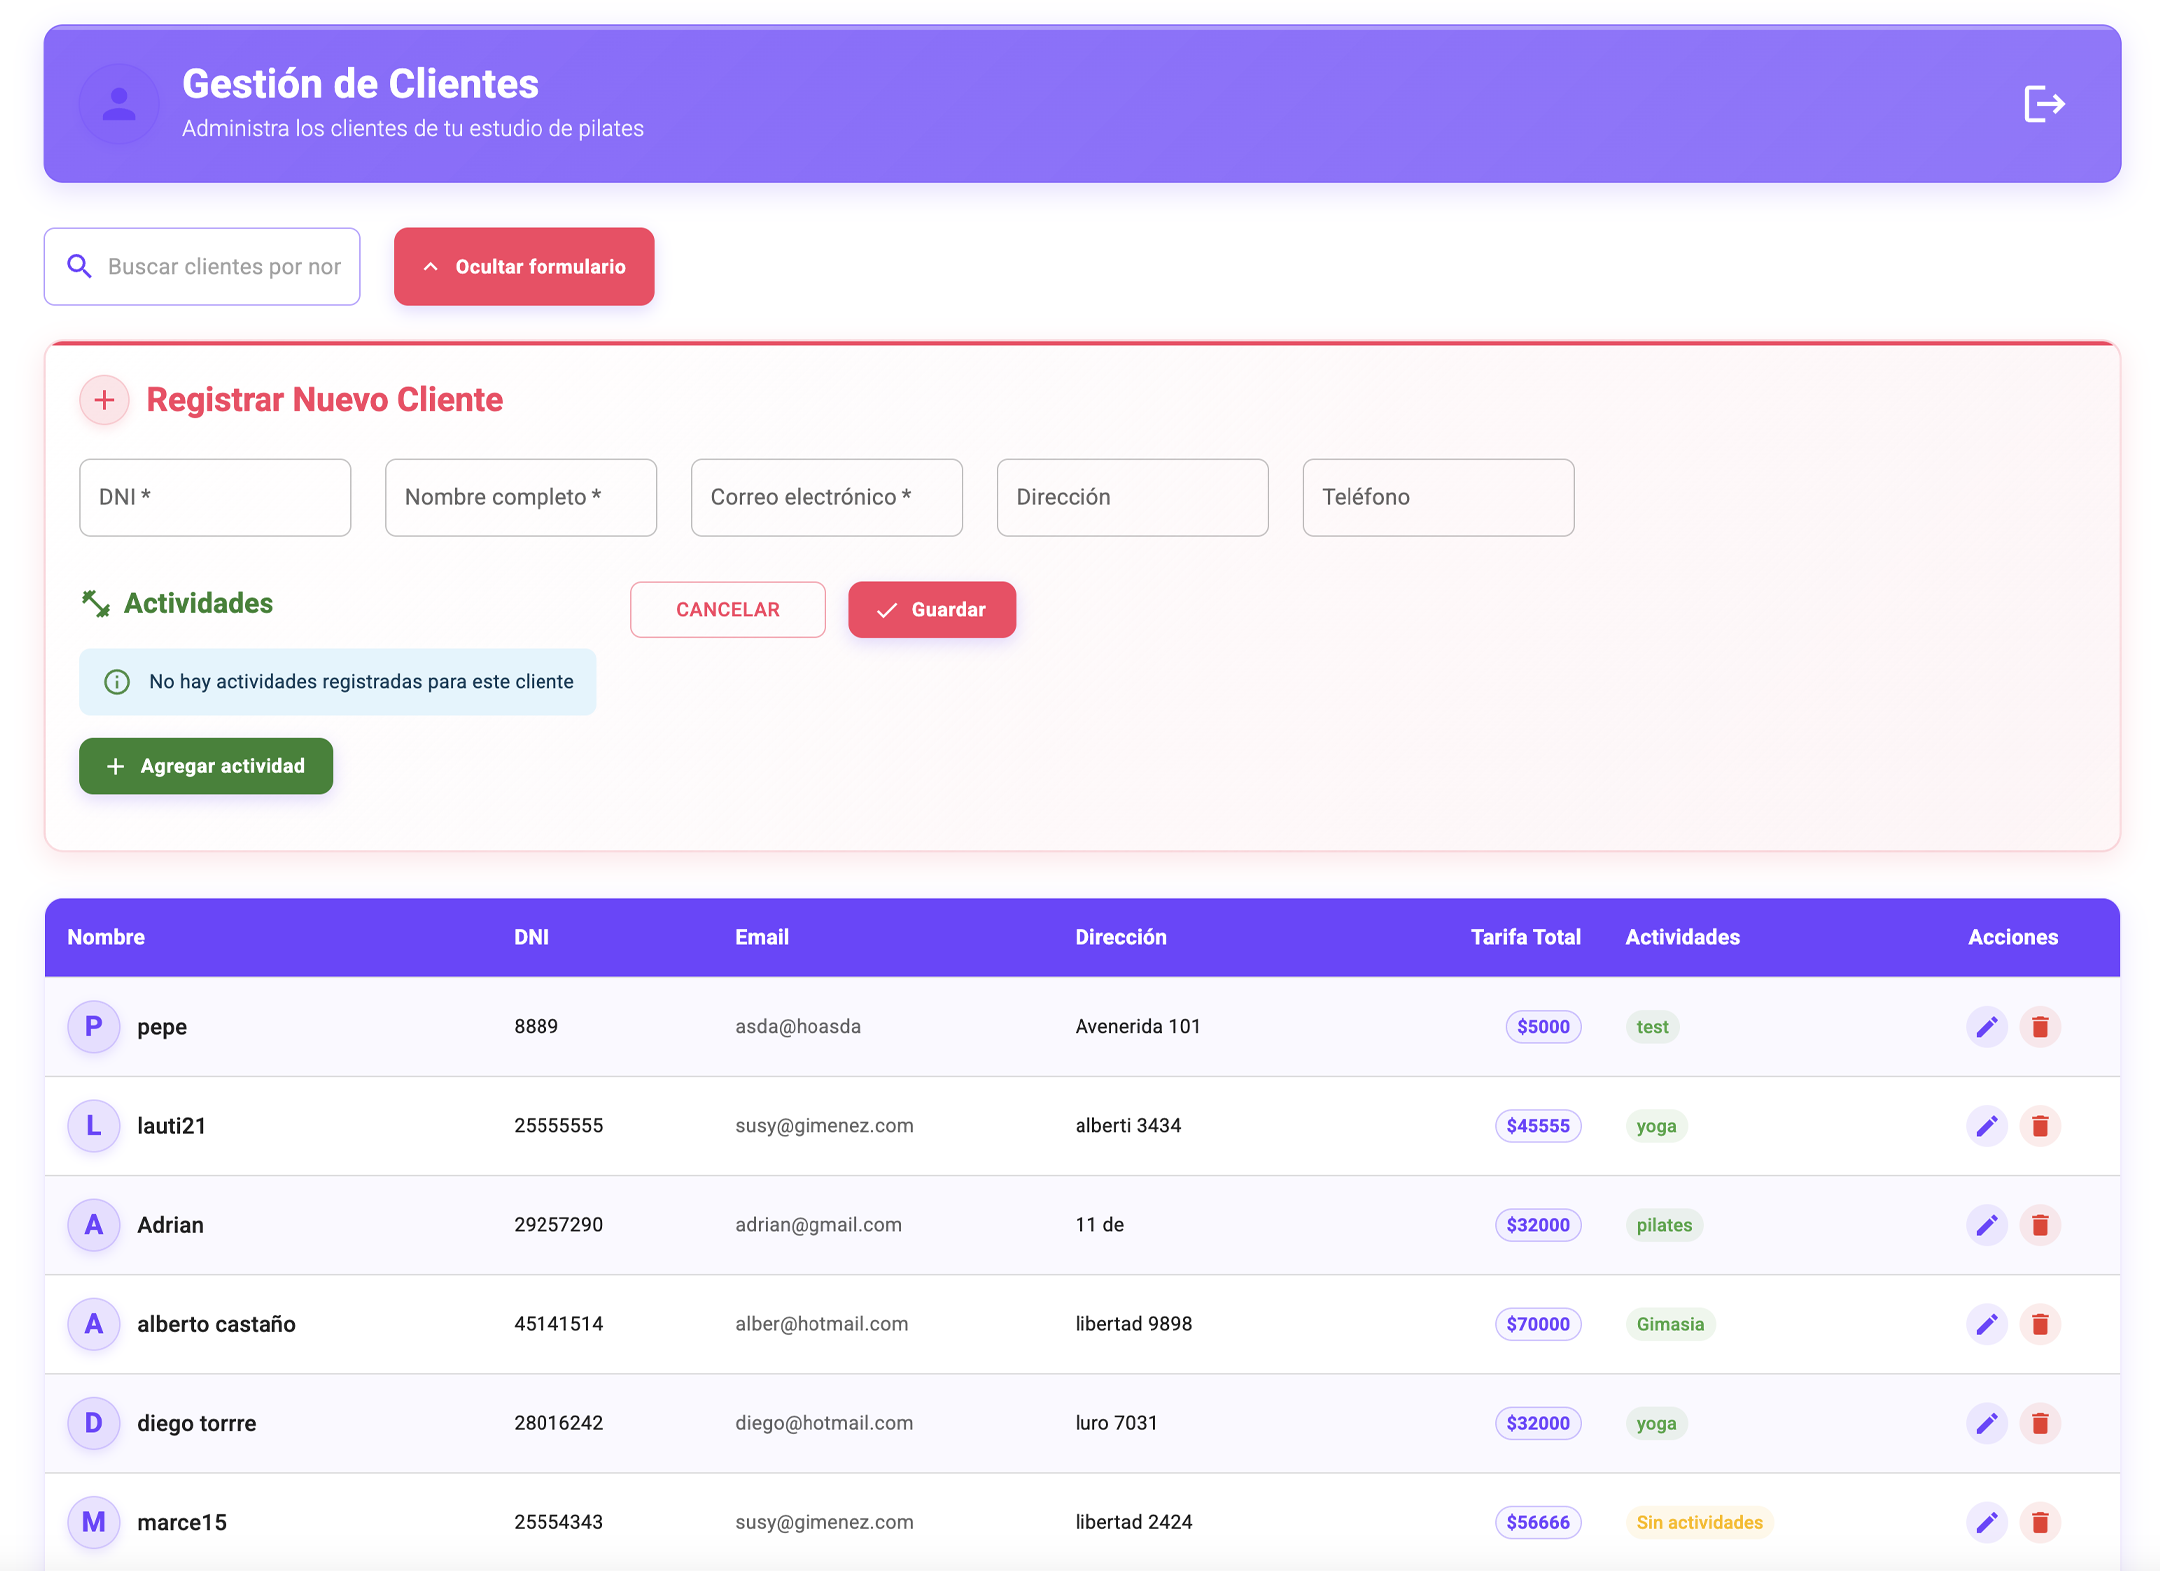 Gestión de Clientes
Administra los clientes de tu estudio de pilates
Buscar clientes por nor
Ocultar formulario
Registrar Nuevo Cliente
DNI *
Nombre completo *
Correo electrónico *
Dirección
Teléfono
Actividades
CANCELAR
Guardar
No hay actividades registradas para este cliente
Agregar actividad
Nombre DNI Email Dirección Tarifa Total Actividades Acciones
P pepe 8889 asda@hoasda Avenerida 101 $5000 test
L lauti21 25555555 susy@gimenez.com alberti 3434 $45555 yoga
A Adrian 29257290 adrian@gmail.com 11 de $32000 pilates
A alberto castaño 45141514 alber@hotmail.com libertad 9898 $70000 Gimasia
D diego torrre 28016242 diego@hotmail.com luro 7031 $32000 yoga
M marce15 25554343 susy@gimenez.com libertad 2424 $56666 Sin actividades